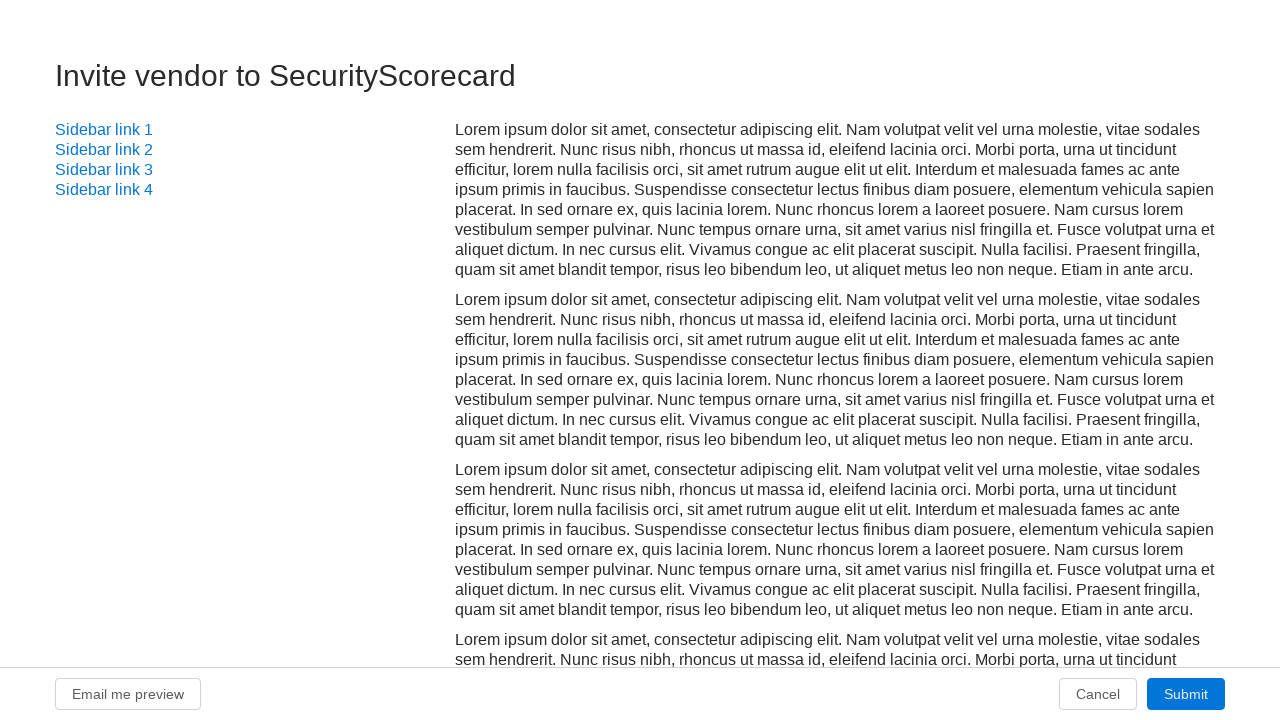 Invite vendor to SecurityScorecard
Sidebar link 1
Sidebar link 2
Sidebar link 3
Sidebar link 4
Lorem ipsum dolor sit amet, consectetur adipiscing elit. Nam volutpat velit vel urna molestie, vitae sodales
sem hendrerit. Nunc risus nibh, rhoncus ut massa id, eleifend lacinia orci. Morbi porta, urna ut tincidunt
efficitur, lorem nulla facilisis orci, sit amet rutrum augue elit ut elit. Interdum et malesuada fames ac ante
ipsum primis in faucibus. Suspendisse consectetur lectus finibus diam posuere, elementum vehicula sapien
placerat. In sed ornare ex, quis lacinia lorem. Nunc rhoncus lorem a laoreet posuere. Nam cursus lorem
vestibulum semper pulvinar. Nunc tempus ornare urna, sit amet varius nisl fringilla et. Fusce volutpat urna et
aliquet dictum. In nec cursus elit. Vivamus congue ac elit placerat suscipit. Nulla facilisi. Praesent fringilla,
quam sit amet blandit tempor, risus leo bibendum leo, ut aliquet metus leo non neque. Etiam in ante arcu.
Lorem ipsum dolor sit amet, consectetur adipiscing elit. Nam volutpat velit vel urna molestie, vitae sodales
sem hendrerit. Nunc risus nibh, rhoncus ut massa id, eleifend lacinia orci. Morbi porta, urna ut tincidunt
efficitur, lorem nulla facilisis orci, sit amet rutrum augue elit ut elit. Interdum et malesuada fames ac ante
ipsum primis in faucibus. Suspendisse consectetur lectus finibus diam posuere, elementum vehicula sapien
placerat. In sed ornare ex, quis lacinia lorem. Nunc rhoncus lorem a laoreet posuere. Nam cursus lorem
vestibulum semper pulvinar. Nunc tempus ornare urna, sit amet varius nisl fringilla et. Fusce volutpat urna et
aliquet dictum. In nec cursus elit. Vivamus congue ac elit placerat suscipit. Nulla facilisi. Praesent fringilla,
quam sit amet blandit tempor, risus leo bibendum leo, ut aliquet metus leo non neque. Etiam in ante arcu.
Lorem ipsum dolor sit amet, consectetur adipiscing elit. Nam volutpat velit vel urna molestie, vitae sodales
sem hendrerit. Nunc risus nibh, rhoncus ut massa id, eleifend lacinia orci. Morbi porta, urna ut tincidunt
efficitur, lorem nulla facilisis orci, sit amet rutrum augue elit ut elit. Interdum et malesuada fames ac ante
ipsum primis in faucibus. Suspendisse consectetur lectus finibus diam posuere, elementum vehicula sapien
placerat. In sed ornare ex, quis lacinia lorem. Nunc rhoncus lorem a laoreet posuere. Nam cursus lorem
vestibulum semper pulvinar. Nunc tempus ornare urna, sit amet varius nisl fringilla et. Fusce volutpat urna et
aliquet dictum. In nec cursus elit. Vivamus congue ac elit placerat suscipit. Nulla facilisi. Praesent fringilla,
quam sit amet blandit tempor, risus leo bibendum leo, ut aliquet metus leo non neque. Etiam in ante arcu.
Lorem ipsum dolor sit amet, consectetur adipiscing elit. Nam volutpat velit vel urna molestie, vitae sodales
sem hendrerit. Nunc risus nibh, rhoncus ut massa id, eleifend lacinia orci. Morbi porta, urna ut tincidunt
Email me preview
Cancel
Submit